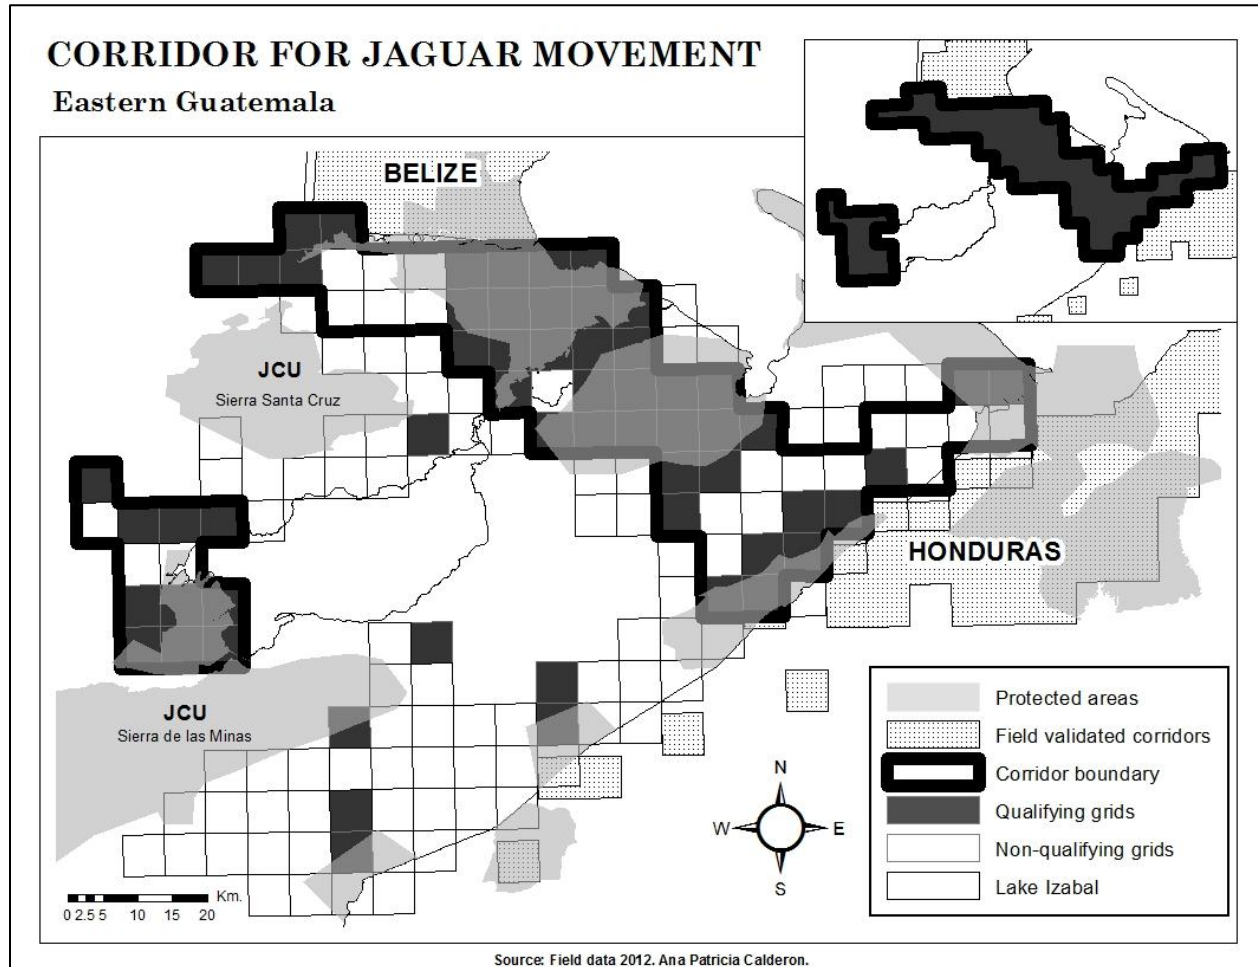 CORRIDOR FOR JAGUAR MOVEMENT
Eastern Guatemala
BELIZE
JCU
Sierra Santa Cruz
HONDURAS
JCU
Sierra de las Minas
Protected areas
Field validated corridors
Corridor boundary
Qualifying grids
Non-qualifying grids
Lake Izabal
N
W E
S
Km.
0 2.5 5 10 15 20
Source: Field data 2012. Ana Patricia Calderon.